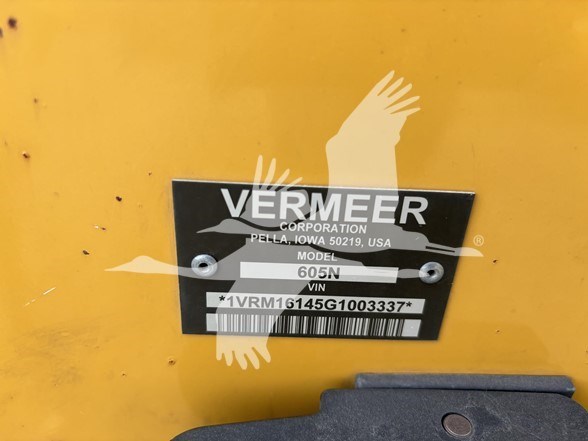 VERMEER
CORPORATION
PELLA, IOWA 50219, USA
MODEL
605N
VIN
*1VRM16145G1003337*
®